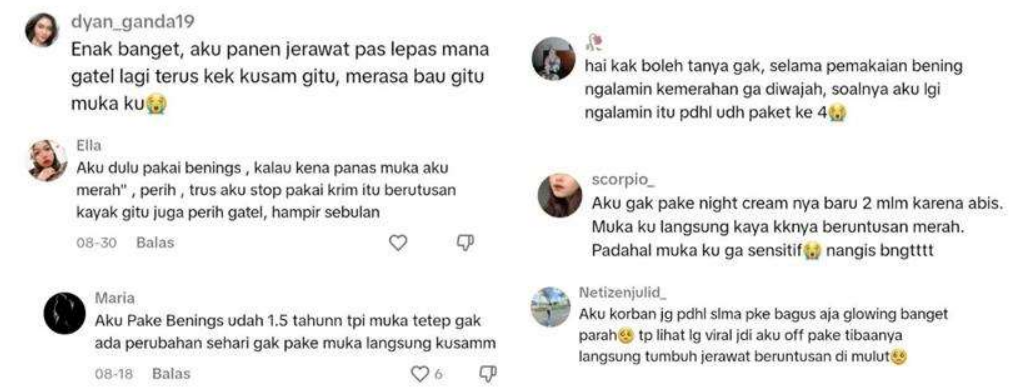 dyan_ganda19
Enak banget, aku panen jerawat pas lepas mana
gatel lagi terus kek kusam gitu, merasa bau gitu
muka ku😭
Ella
Aku dulu pakai benings , kalau kena panas muka aku
merah" , perih , trus aku stop pakai krim itu berutusan
kayak gitu juga perih gatel, hampir sebulan
08-30 Balas
Maria
Aku Pake Benings udah 1.5 tahunn tpi muka tetep gak
ada perubahan sehari gak pake muka langsung kusamm
08-18 Balas 6
🥀
hai kak boleh tanya gak, selama pemakaian bening
ngalamin kemerahan ga diwajah, soalnya aku lgi
ngalamin itu pdhl udh paket ke 4😭
scorpio_
Aku gak pake night cream nya baru 2 mlm karena abis.
Muka ku langsung kaya kknya beruntusan merah.
Padahal muka ku ga sensitif😭 nangis bngtttt
Netizenjulid_
Aku korban jg pdhl slma pke bagus aja glowing banget
parah🥺 tp lihat lg viral jdi aku off pake tibaanya
langsung tumbuh jerawat beruntusan di mulut🥺